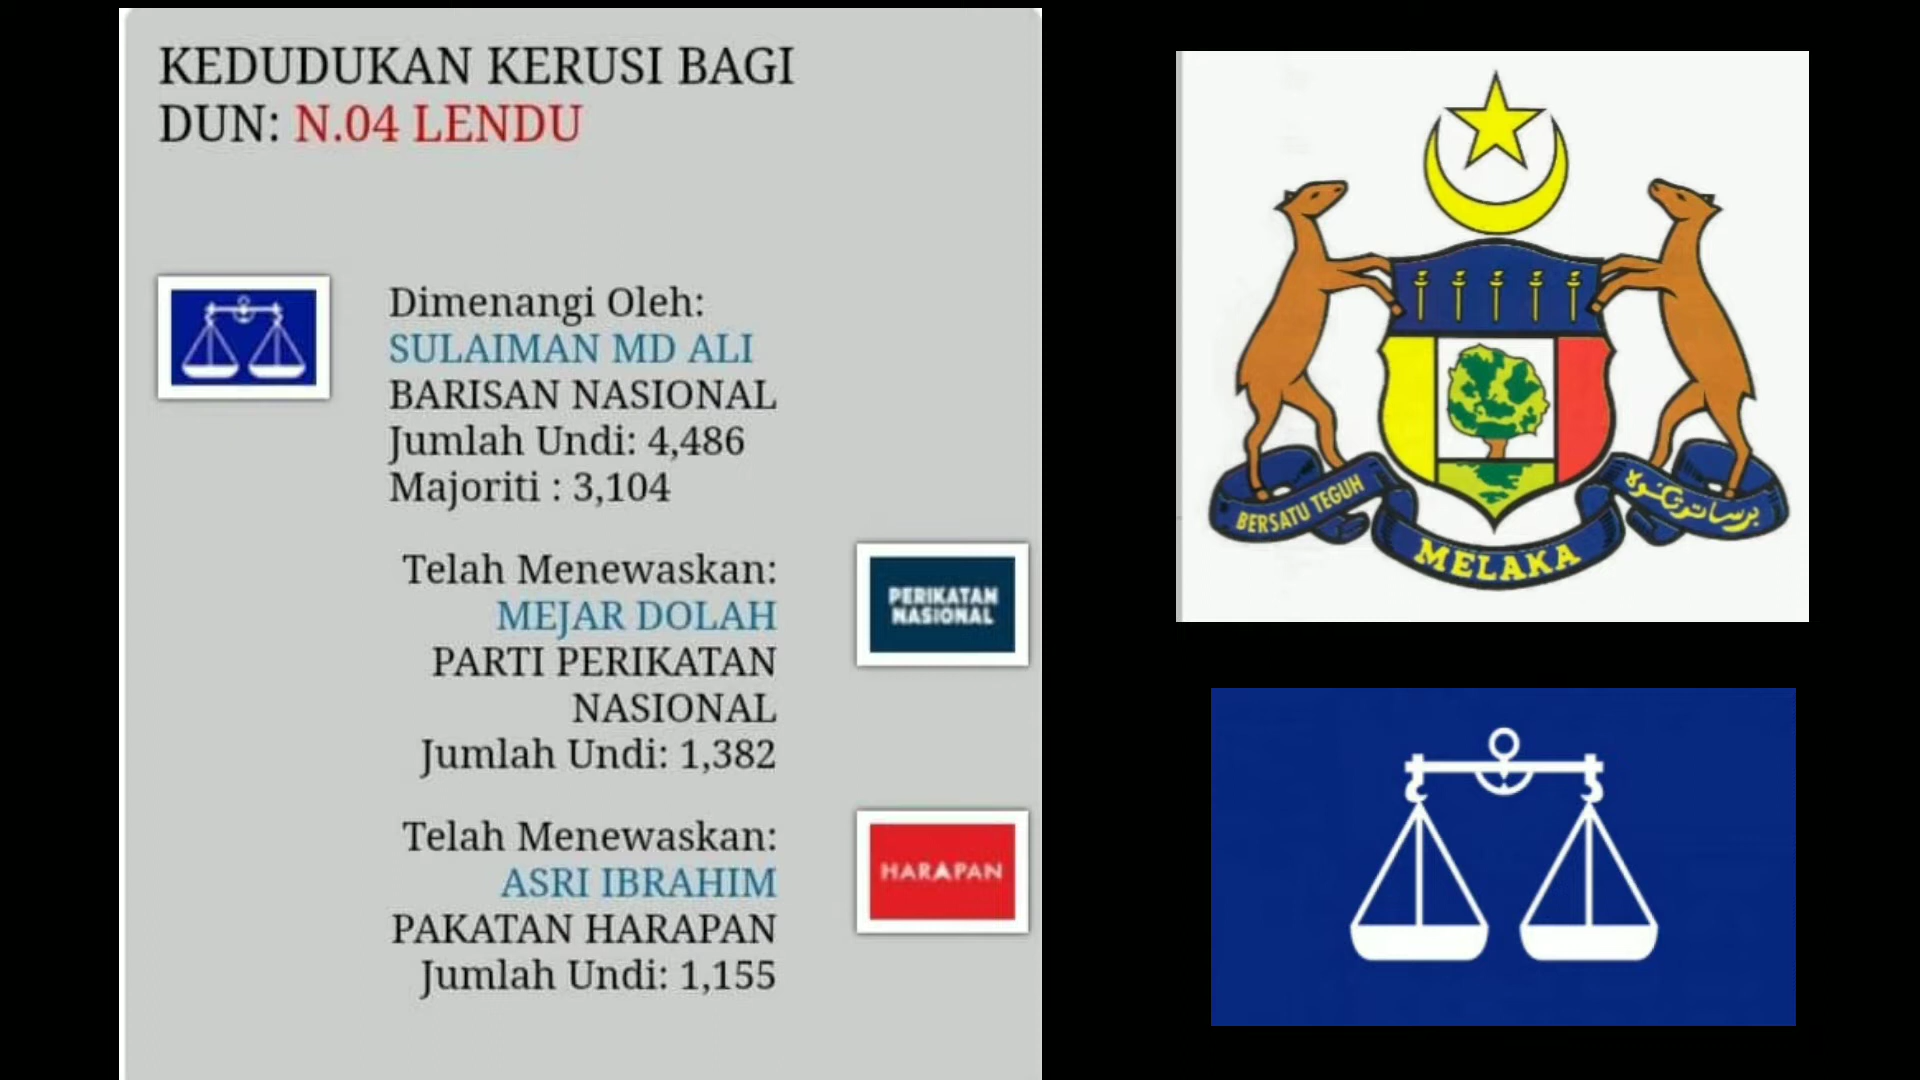 KEDUDUKAN KERUSI BAGI
DUN: N.04 LENDU
Dimenangi Oleh:
SULAIMAN MD ALI
BARISAN NASIONAL
Jumlah Undi: 4,486
Majoriti : 3,104
Telah Menewaskan:
MEJAR DOLAH
PARTI PERIKATAN
NASIONAL
Jumlah Undi: 1,382
PERIKATAN
NASIONAL
Telah Menewaskan:
ASRI IBRAHIM
PAKATAN HARAPAN
Jumlah Undi: 1,155
HARAPAN
BERSATU TEGUH
MELAKA
برساتو تݢوه